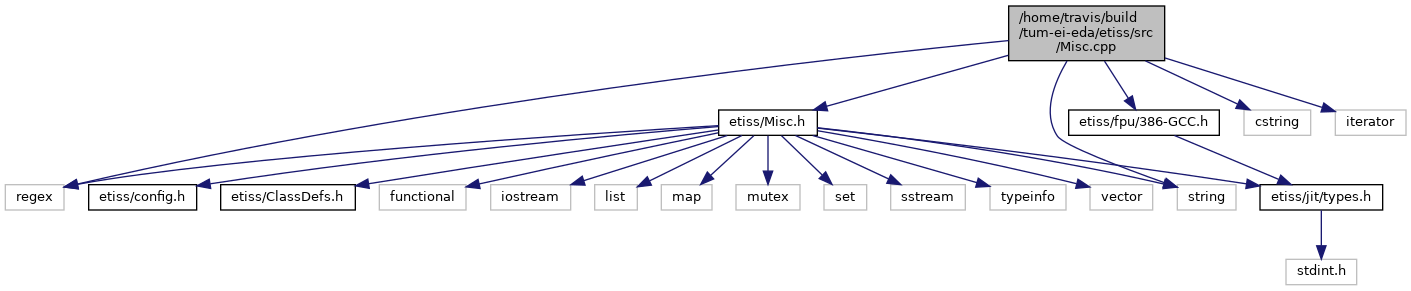 /home/travis/build
/tum-ei-eda/etiss/src
/Misc.cpp
etiss/Misc.h
etiss/fpu/386-GCC.h
cstring
iterator
regex
etiss/config.h
etiss/ClassDefs.h
functional
iostream
list
map
mutex
set
sstream
typeinfo
vector
string
etiss/jit/types.h
stdint.h